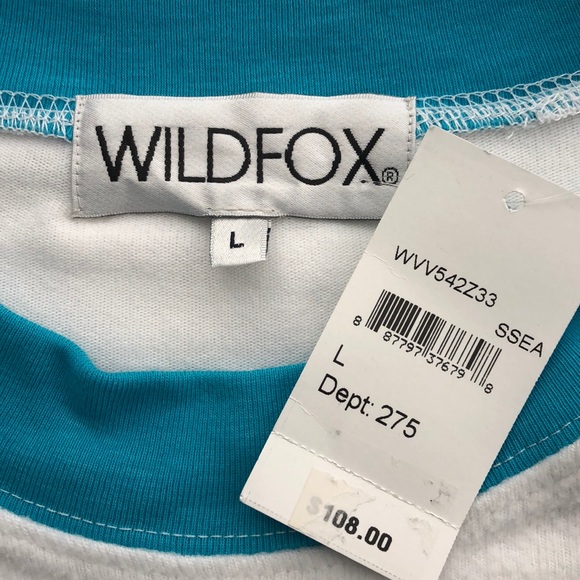 WILDFOX®
L
WVV542Z33
SSEA
8 87797 37679 8
L
Dept: 275
$108.00